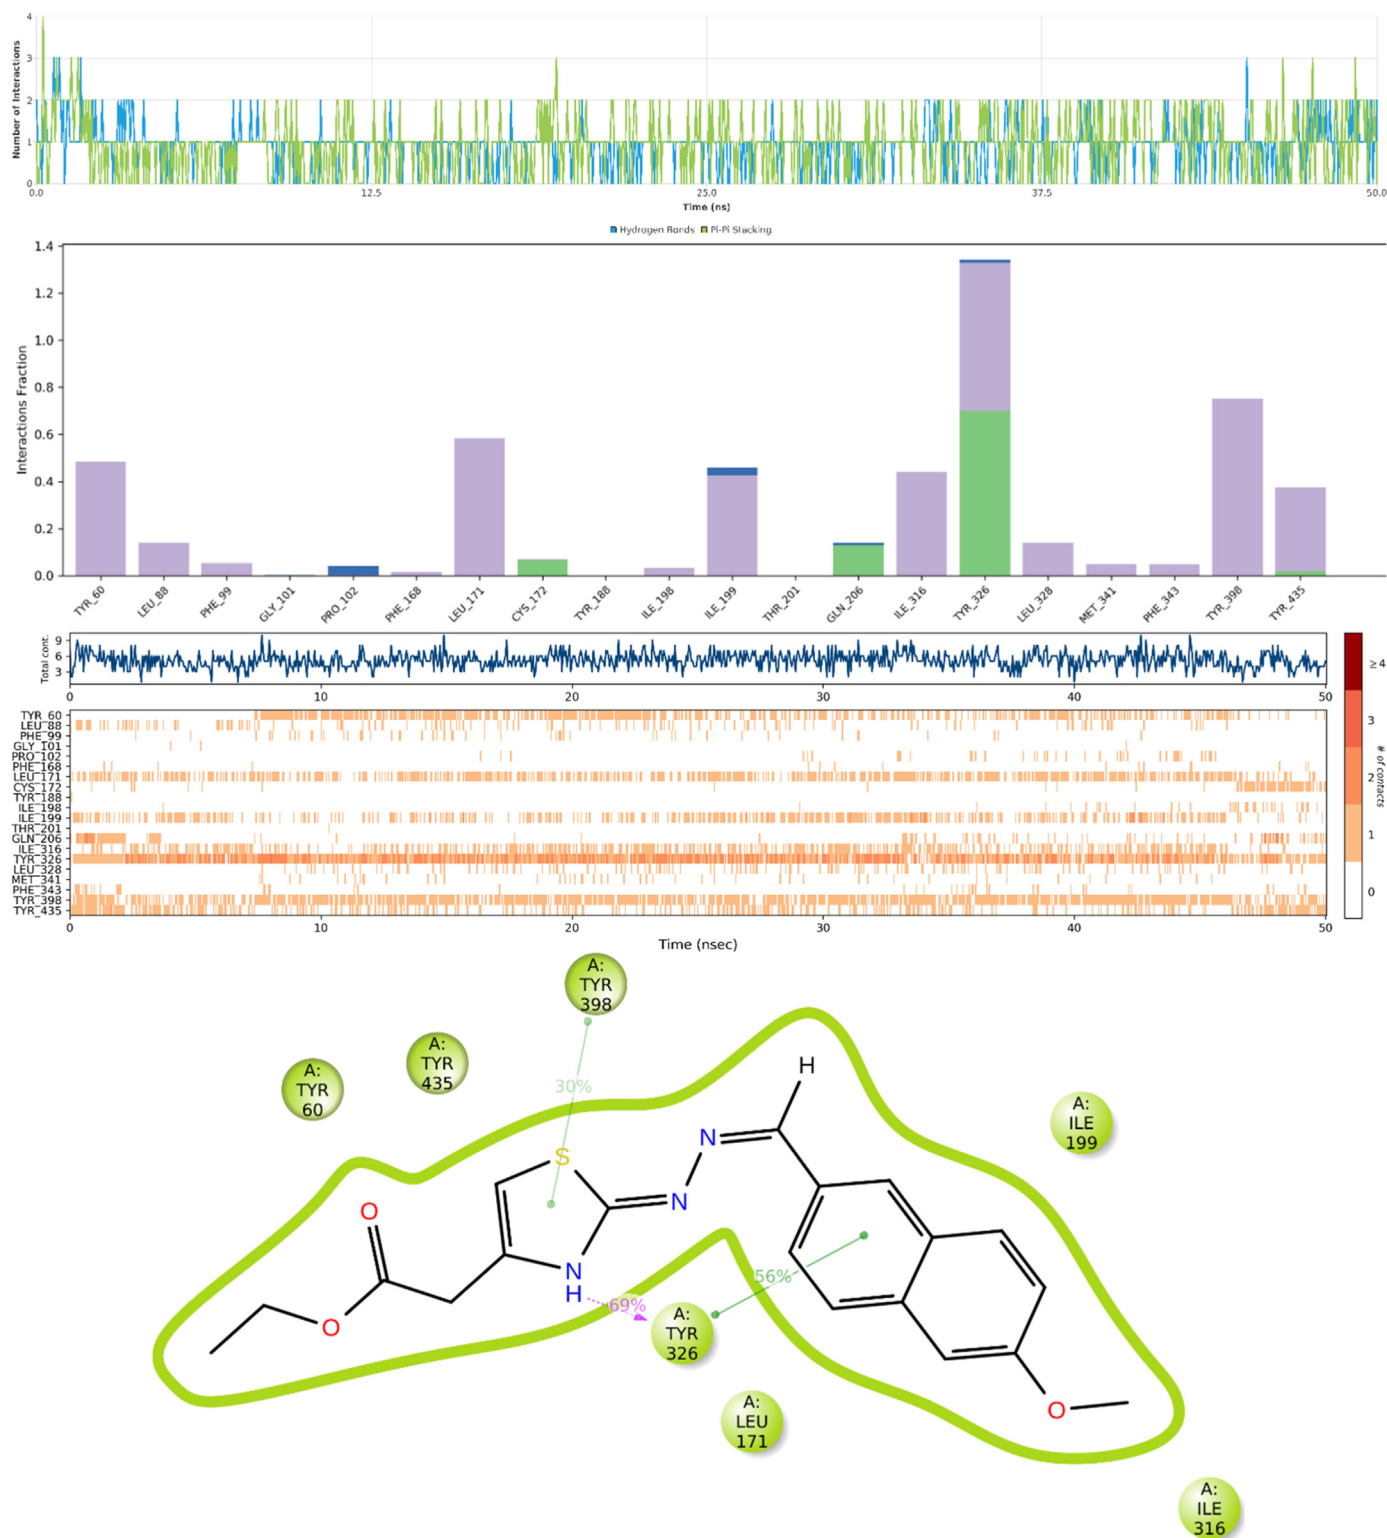 4
3
2
1
0
Number of Interactions
0.0 12.5 25.0 37.5 50.0
Time (ns)
Hydrogen Bonds Pi-Pi Stacking
1.4
1.2
1.0
0.8
0.6
0.4
0.2
0.0
Interactions Fraction
TYR_60 LEU_88 PHE_99 GLY_101 PRO_102 PHE_168 LEU_171 CYS_172 TYR_188 ILE_198 ILE_199 THR_201 GLN_206 ILE_316 TYR_326 LEU_328 MET_341 PHE_343 TYR_398 TYR_435
Total cont.
9
6
3
0 10 20 30 40 50
TYR_60
LEU_88
PHE_99
GLY_101
PRO_102
PHE_168
LEU_171
CYS_172
TYR_188
ILE_198
ILE_199
THR_201
GLN_206
ILE_316
TYR_326
LEU_328
MET_341
PHE_343
TYR_398
TYR_435
0 10 20 30 40 50
Time (nsec)
≥4
3
2
1
0
# of contacts
A:
TYR
398
A:
TYR
435
A:
TYR
60
30%
H
A:
ILE
199
N
S
N
O
N
H
56%
69%
A:
TYR
326
O
A:
LEU
171
O
A:
ILE
316